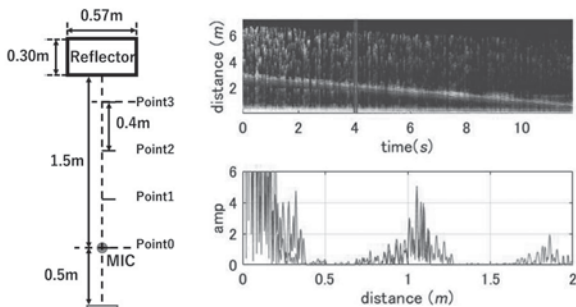 0.57m
0.30m
Reflector
Point3
0.4m
Point2
1.5m
Point1
Point0
MIC
0.5m
distance (m)
6
4
2
0 2 4 6 8 10
time(s)
amp
6
4
2
0
0 0.5 1 1.5 2
distance (m)